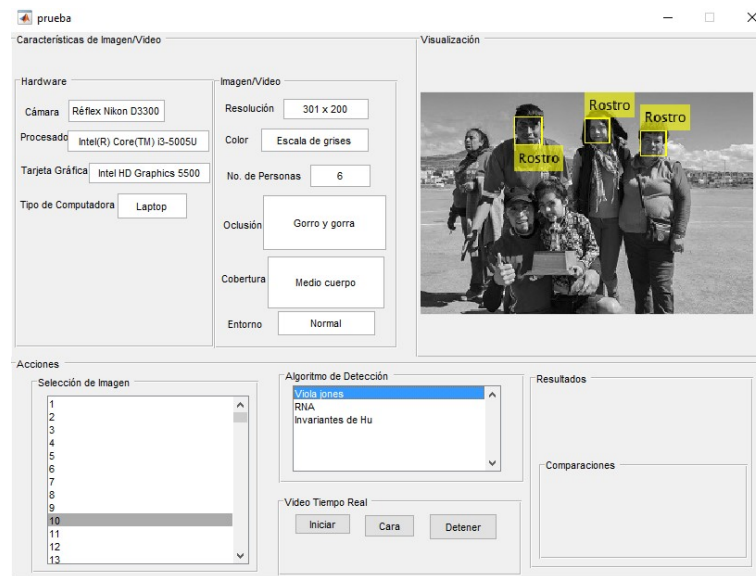 prueba
Características de Imagen/Video
Hardware
Cámara
Réflex Nikon D3300
Procesado
Intel(R) Core(TM) i3-5005U
Tarjeta Gráfica
Intel HD Graphics 5500
Tipo de Computadora
Laptop
Imagen/Video
Resolución
301 x 200
Color
Escala de grises
No. de Personas
6
Oclusión
Gorro y gorra
Cobertura
Medio cuerpo
Entorno
Normal
Visualización
Rostro
Rostro
Rostro
Acciones
Selección de Imagen
1
2
3
4
5
6
7
8
9
10
11
12
13
Algoritmo de Detección
Viola jones
RNA
Invariantes de Hu
Video Tiempo Real
Iniciar
Cara
Detener
Resultados
Comparaciones